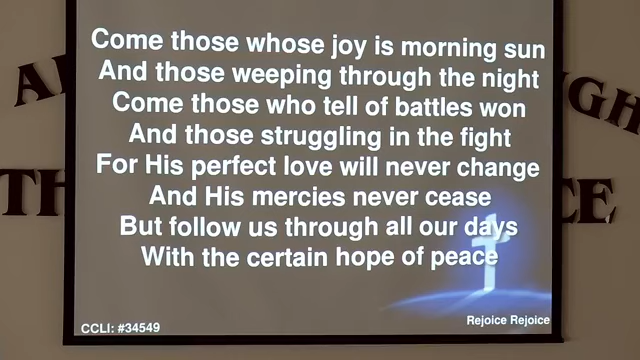 Come those whose joy is morning sun
And those weeping through the night
Come those who tell of battles won
And those struggling in the fight
For His perfect love will never change
And His mercies never cease
But follow us through all our days
With the certain hope of peace
CCLI: #34549
Rejoice Rejoice